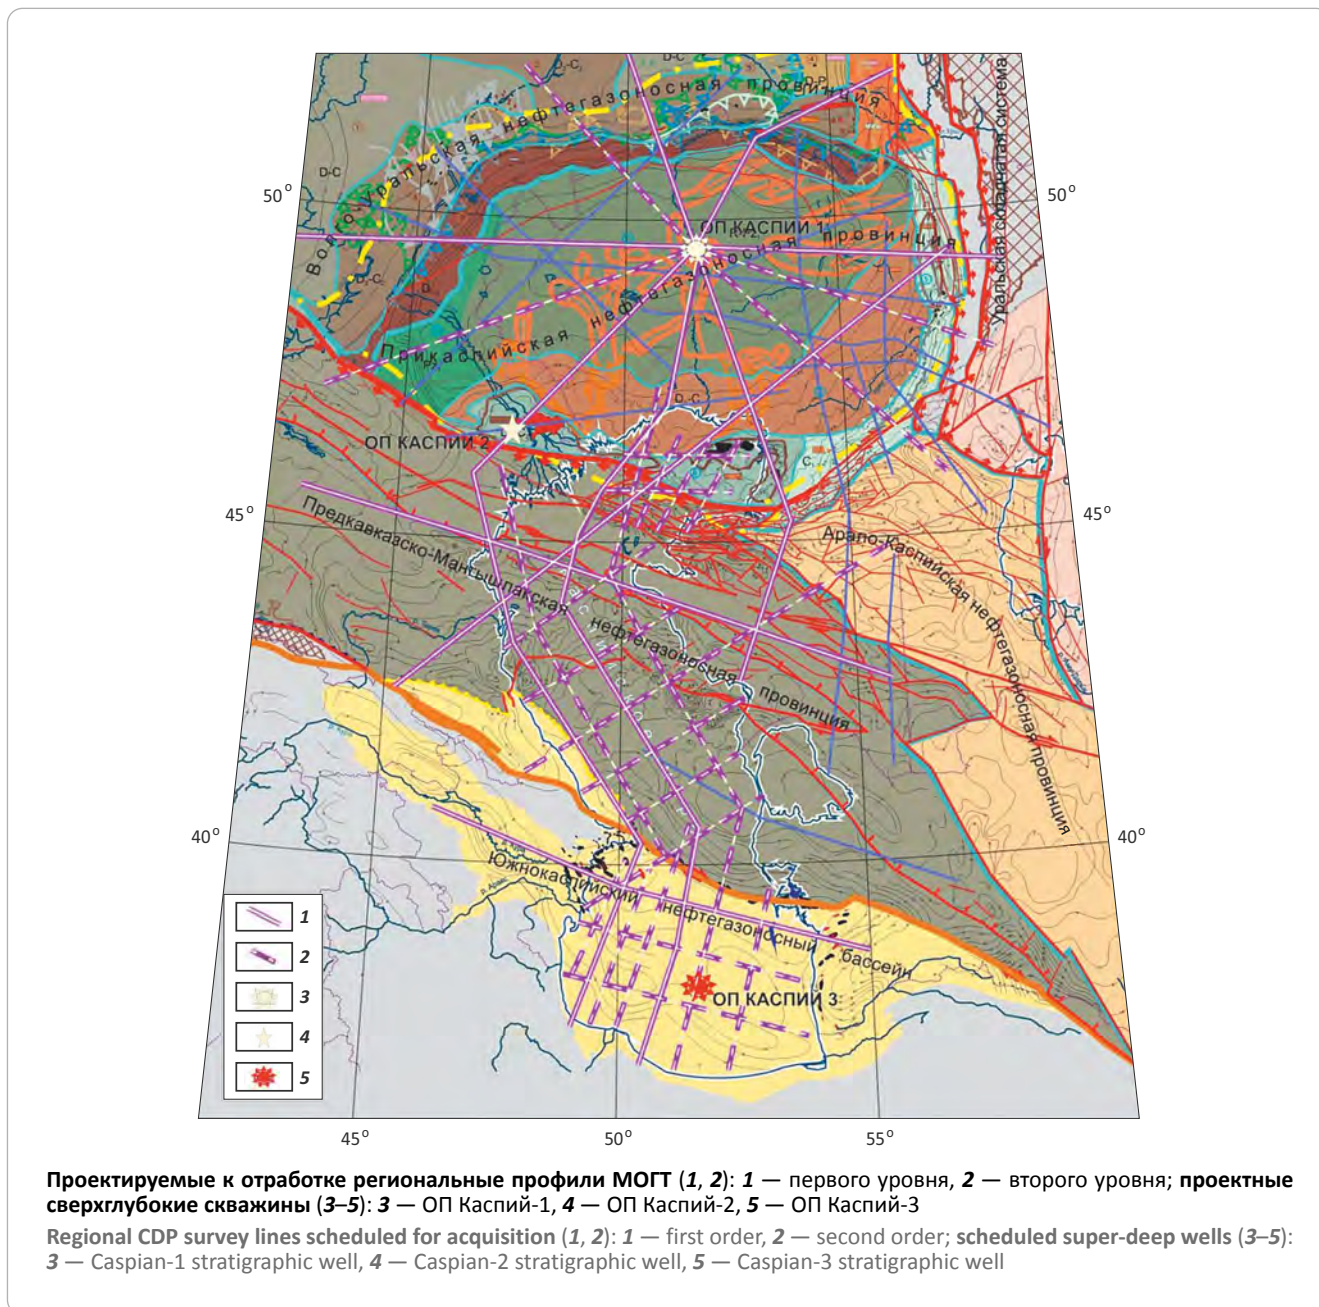 D-C
D-P
Волго-Уральская нефтегазоносная провинция
Уральская складчатая система
50° 50°
D-C
ОП КАСПИЙ 1
Прикаспийская нефтегазоносная провинция
ОП КАСПИЙ 2
45° 45°
Предкавказско-Мангышлакская нефтегазоносная провинция
Арало-Каспийская нефтегазоносная провинция
40° 40°
р. Кура
р. Аракс
Южнокаспийский нефтегазоносный бассейн
ОП КАСПИЙ 3
1
2
3
4
5
45° 50° 55°
Проектируемые к отработке региональные профили МОГТ (1, 2): 1 — первого уровня, 2 — второго уровня; проектные
сверхглубокие скважины (3–5): 3 — ОП Каспий-1, 4 — ОП Каспий-2, 5 — ОП Каспий-3
Regional CDP survey lines scheduled for acquisition (1, 2): 1 — first order, 2 — second order; scheduled super-deep wells (3–5):
3 — Caspian-1 stratigraphic well, 4 — Caspian-2 stratigraphic well, 5 — Caspian-3 stratigraphic well